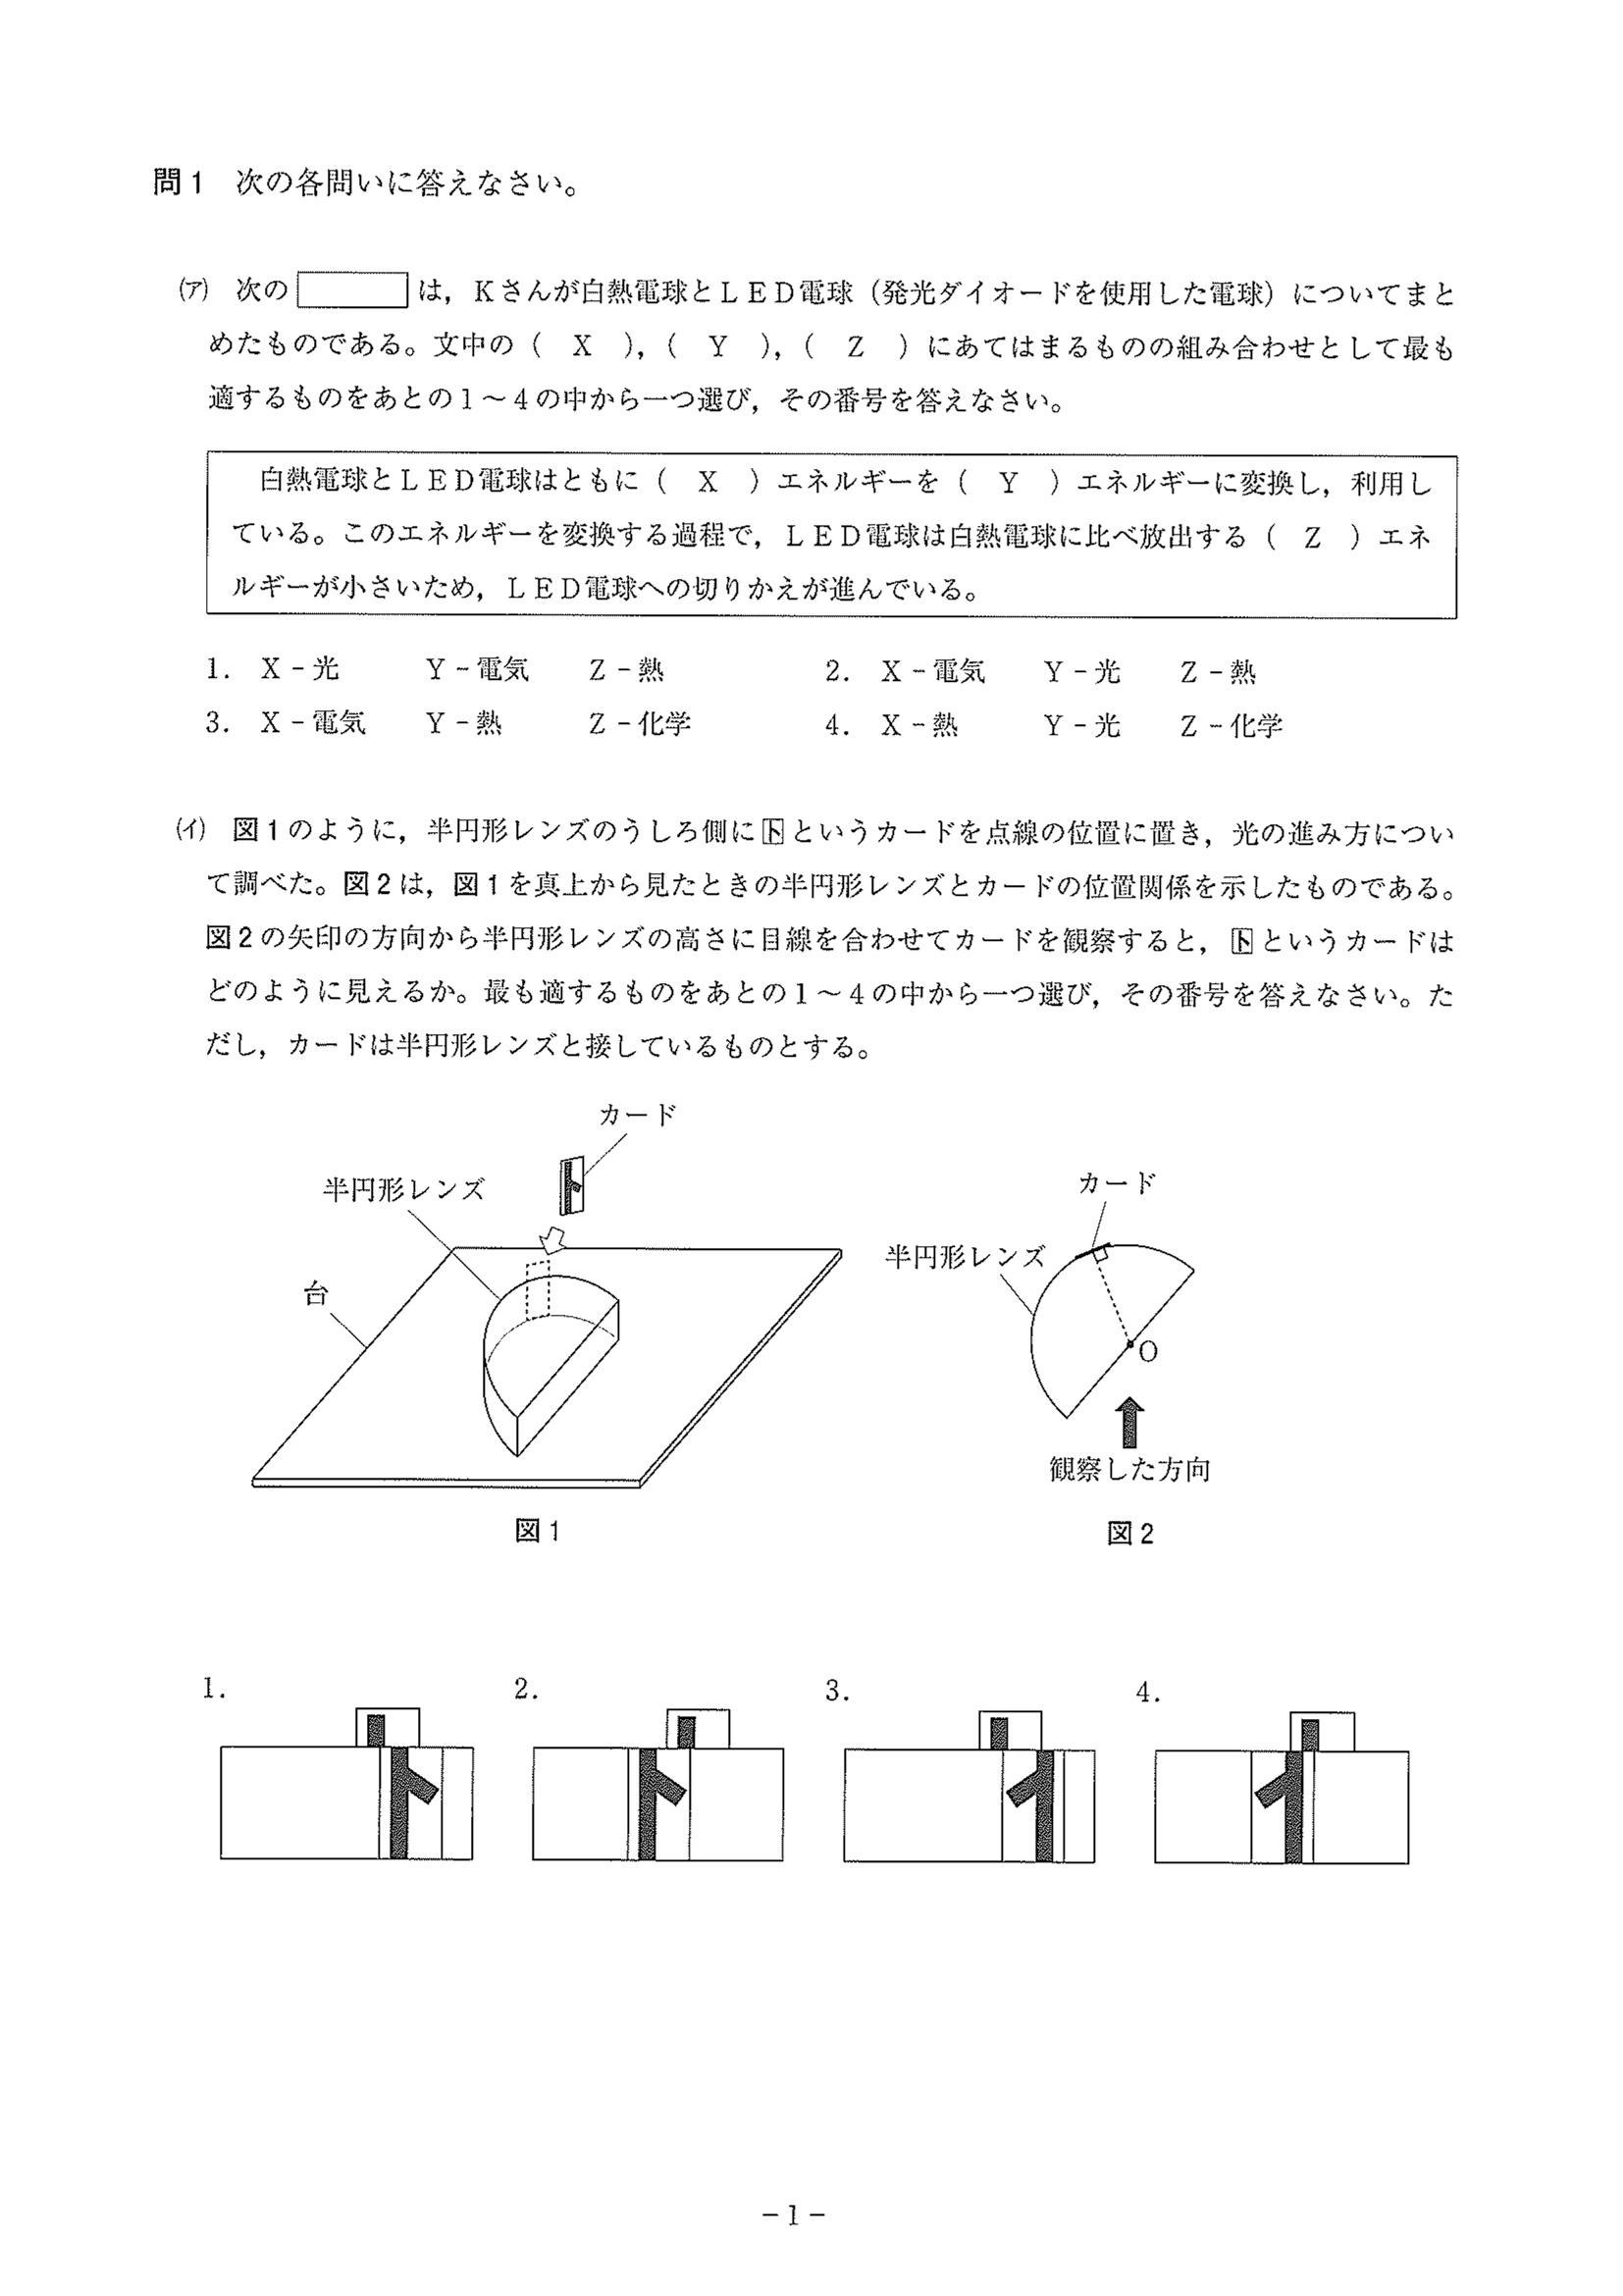 問1 次の各問いに答えなさい。
(ア) 次の は，Kさんが白熱電球とLED電球（発光ダイオードを使用した電球）についてまと
めたものである。文中の（ X ），（ Y ），（ Z ）にあてはまるものの組み合わせとして最も
適するものをあとの1～4の中から一つ選び，その番号を答えなさい。
白熱電球とLED電球はともに（ X ）エネルギーを（ Y ）エネルギーに変換し，利用し
ている。このエネルギーを変換する過程で，LED電球は白熱電球に比べ放出する（ Z ）エネ
ルギーが小さいため，LED電球への切りかえが進んでいる。
1. X－光 Y－電気 Z－熱 2. X－電気 Y－光 Z－熱
3. X－電気 Y－熱 Z－化学 4. X－熱 Y－光 Z－化学
(イ) 図1のように，半円形レンズのうしろ側にトというカードを点線の位置に置き，光の進み方につい
て調べた。図2は，図1を真上から見たときの半円形レンズとカードの位置関係を示したものである。
図2の矢印の方向から半円形レンズの高さに目線を合わせてカードを観察すると，トというカードは
どのように見えるか。最も適するものをあとの1～4の中から一つ選び，その番号を答えなさい。た
だし，カードは半円形レンズと接しているものとする。
カード
半円形レンズ
ト
台
図1
カード
半円形レンズ
O
観察した方向
図2
1. 2. 3. 4.
－1－